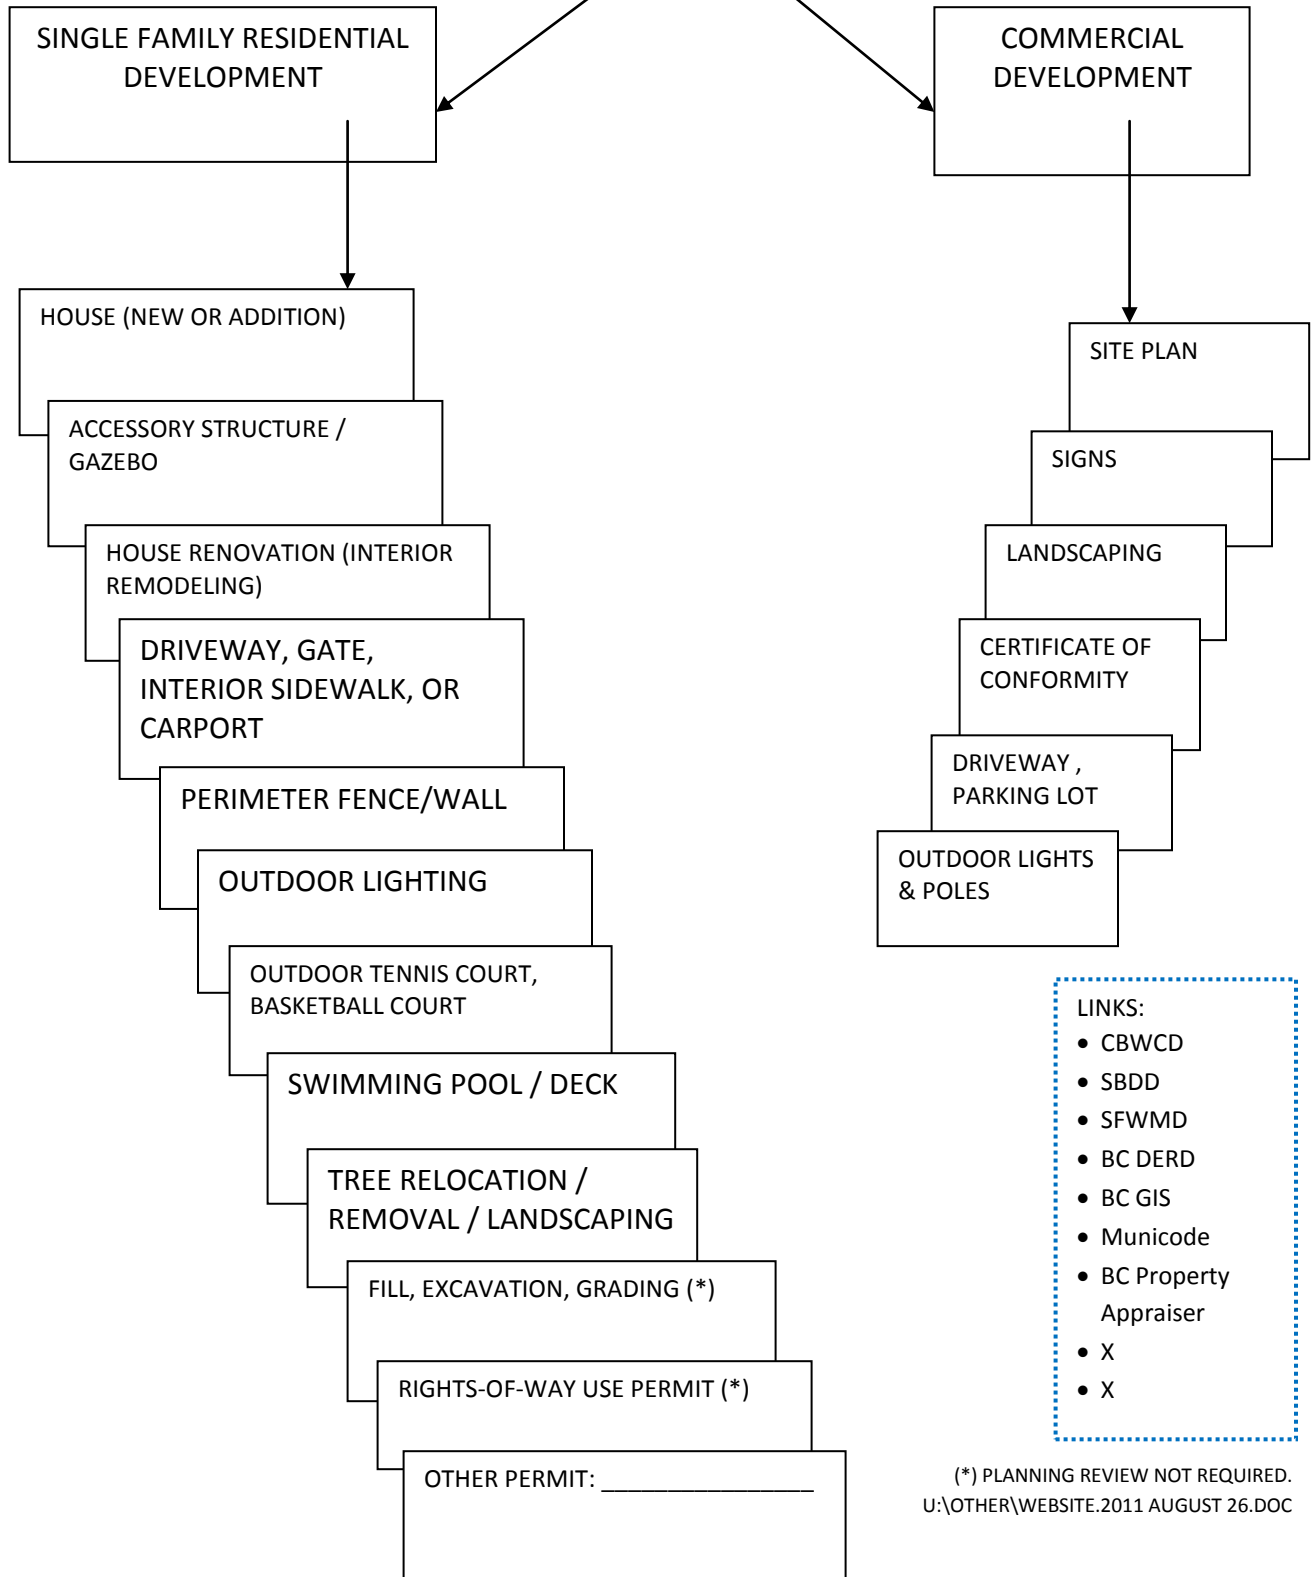 SINGLE FAMILY RESIDENTIAL
DEVELOPMENT
COMMERCIAL
DEVELOPMENT
HOUSE (NEW OR ADDITION)
ACCESSORY STRUCTURE /
GAZEBO
HOUSE RENOVATION (INTERIOR
REMODELING)
DRIVEWAY, GATE,
INTERIOR SIDEWALK, OR
CARPORT
PERIMETER FENCE/WALL
OUTDOOR LIGHTING
OUTDOOR TENNIS COURT,
BASKETBALL COURT
SWIMMING POOL / DECK
TREE RELOCATION /
REMOVAL / LANDSCAPING
FILL, EXCAVATION, GRADING (*)
RIGHTS-OF-WAY USE PERMIT (*)
OTHER PERMIT: ________________
SITE PLAN
SIGNS
LANDSCAPING
CERTIFICATE OF
CONFORMITY
DRIVEWAY ,
PARKING LOT
OUTDOOR LIGHTS
& POLES
LINKS:
• CBWCD
• SBDD
• SFWMD
• BC DERD
• BC GIS
• Municode
• BC Property
Appraiser
• X
• X
(*) PLANNING REVIEW NOT REQUIRED.
U:\OTHER\WEBSITE.2011 AUGUST 26.DOC